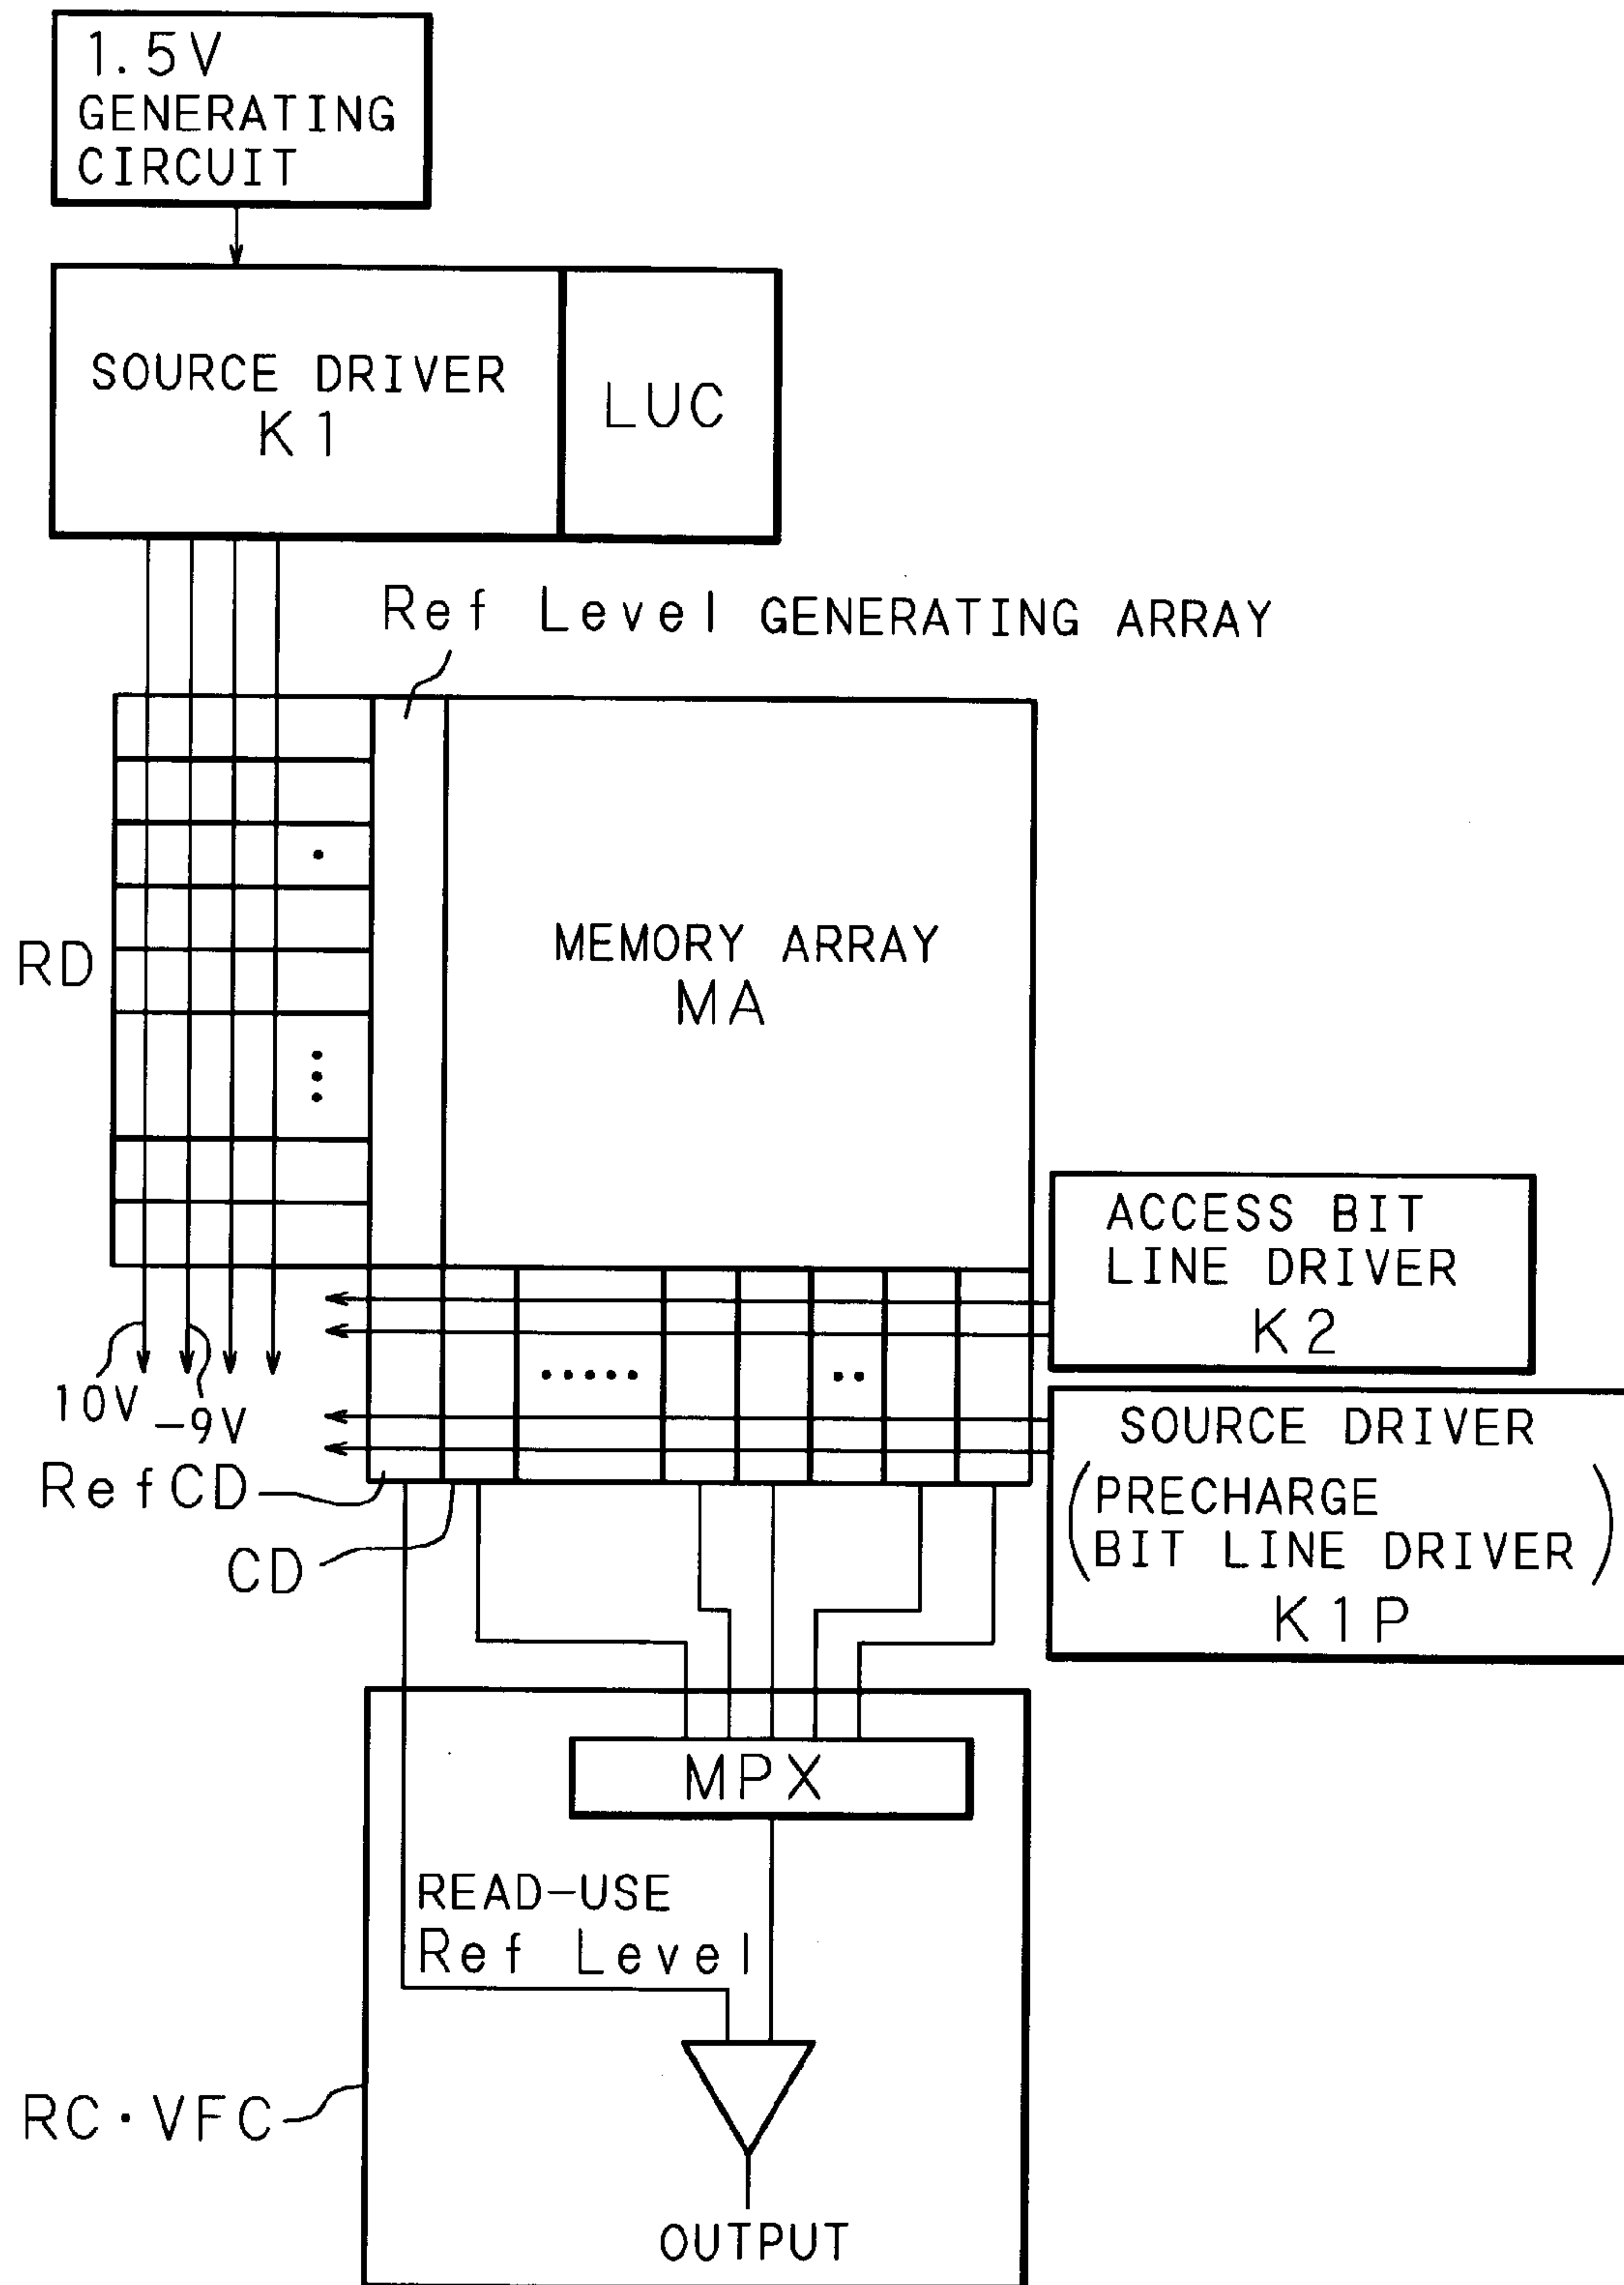 1.5V
GENERATING
CIRCUIT
SOURCE DRIVER
K1
LUC
Ref Level GENERATING ARRAY
RD
MEMORY ARRAY
MA
ACCESS BIT
LINE DRIVER
K2
10V
-9V
SOURCE DRIVER
(PRECHARGE
BIT LINE DRIVER)
K1P
RefCD
CD
MPX
READ-USE
Ref Level
RC·VFC
OUTPUT